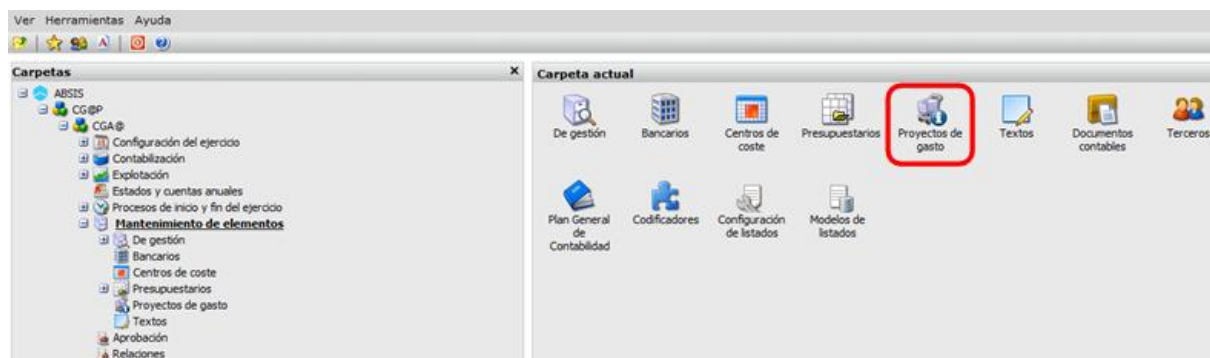 Ver Herramientas Ayuda
Carpetas x
ABSIS
CG@P
CGA@
Configuración del ejercicio
Contabilización
Explotación
Estados y cuentas anuales
Procesos de inicio y fin del ejercicio
Mantenimiento de elementos
De gestión
Bancarios
Centros de coste
Presupuestarios
Proyectos de gasto
Textos
Aprobación
Relaciones
Carpeta actual
De gestión
Bancarios
Centros de
coste
Presupuestarios
Proyectos de
gasto
Textos
Documentos
contables
Terceros
Plan General
de
Contabilidad
Codificadores
Configuración
de listados
Modelos de
listados